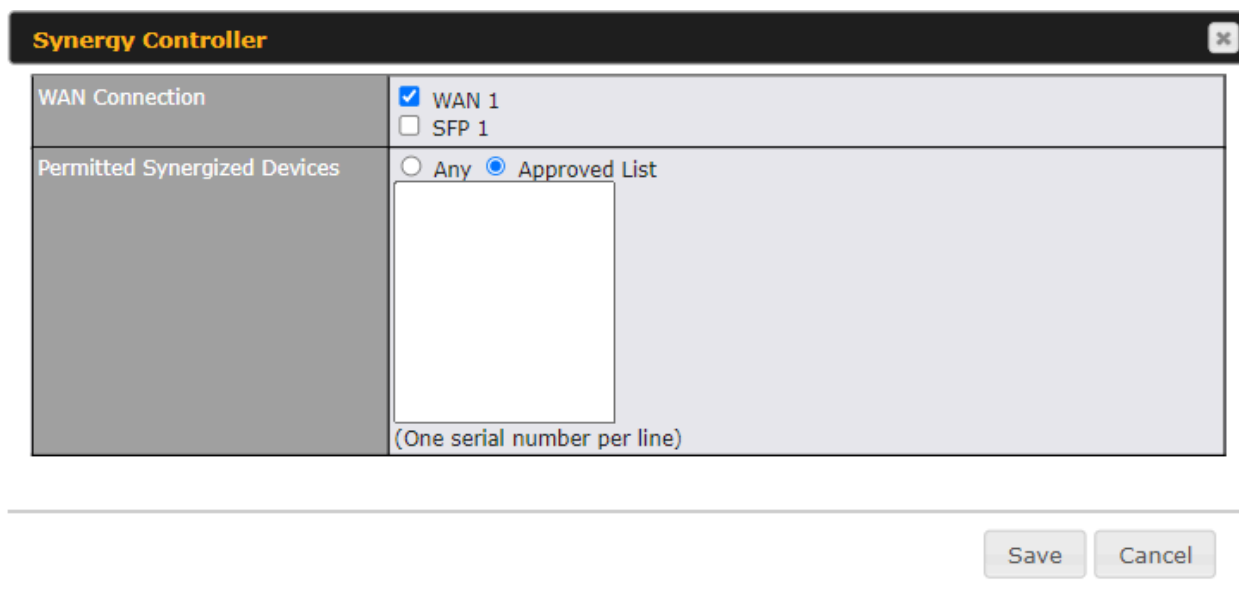 Synergy Controller
WAN Connection
WAN 1
SFP 1
Permitted Synergized Devices
Any Approved List
(One serial number per line)
Save Cancel